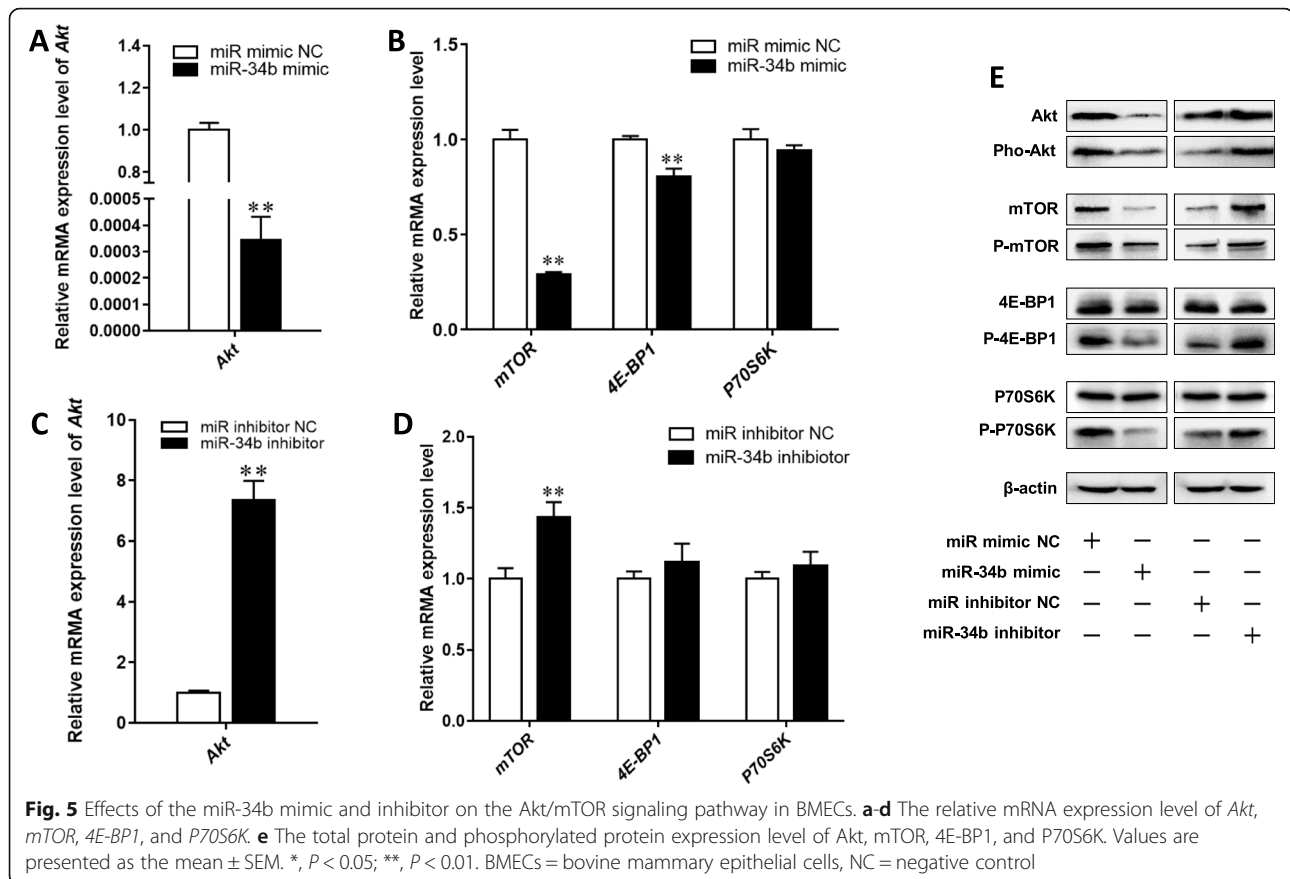 A
Relative mRMA expression level of Akt
1.4
1.2
1.0
0.8
0.0005
0.0004
0.0003
0.0002
0.0001
0.0000
miR mimic NC
miR-34b mimic
**
Akt
B
Relative mRMA expression level
1.5
1.0
0.5
0.0
miR mimic NC
miR-34b mimic
**
**
mTOR
4E-BP1
P70S6K
C
Relative mRMA expression level of Akt
10
8
6
4
2
0
miR inhibitor NC
miR-34b inhibitor
**
Akt
D
Relative mRMA expression level
2.0
1.5
1.0
0.5
0.0
miR inhibitor NC
miR-34b inhibiotor
**
mTOR
4E-BP1
P70S6K
E
Akt
Pho-Akt
mTOR
P-mTOR
4E-BP1
P-4E-BP1
P70S6K
P-P70S6K
β-actin
miR mimic NC + − − −
miR-34b mimic − + − −
miR inhibitor NC − − + −
miR-34b inhibitor − − − +
Fig. 5 Effects of the miR-34b mimic and inhibitor on the Akt/mTOR signaling pathway in BMECs. a-d The relative mRNA expression level of Akt,
mTOR, 4E-BP1, and P70S6K. e The total protein and phosphorylated protein expression level of Akt, mTOR, 4E-BP1, and P70S6K. Values are
presented as the mean ± SEM. *, P < 0.05; **, P < 0.01. BMECs = bovine mammary epithelial cells, NC = negative control